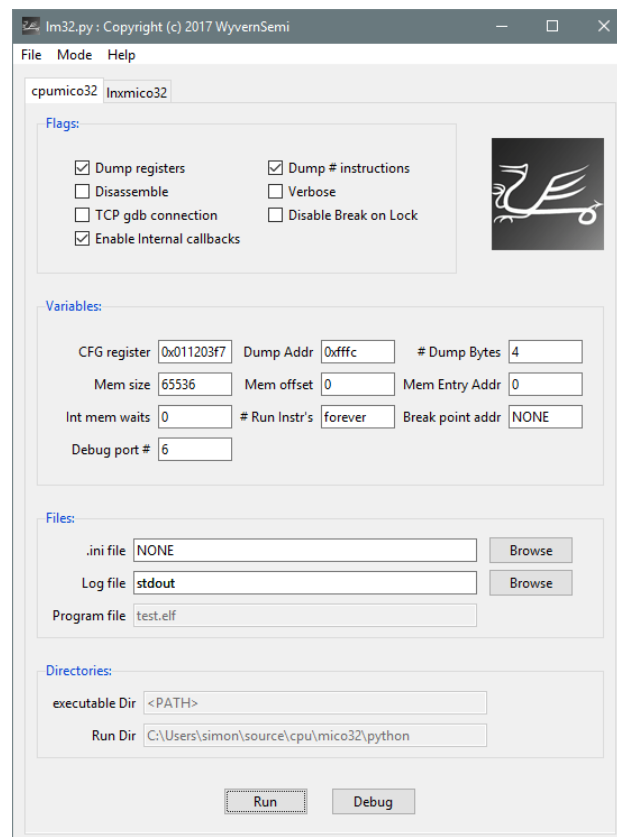 lm32.py : Copyright (c) 2017 WyvernSemi
File Mode Help
cpumico32 lnxmico32
Flags:
Dump registers Dump # instructions
Disassemble Verbose
TCP gdb connection Disable Break on Lock
Enable Internal callbacks
Variables:
CFG register 0x011203f7 Dump Addr 0xfffc # Dump Bytes 4
Mem size 65536 Mem offset 0 Mem Entry Addr 0
Int mem waits 0 # Run Instr's forever Break point addr NONE
Debug port # 6
Files:
.ini file NONE Browse
Log file stdout Browse
Program file test.elf
Directories:
executable Dir <PATH>
Run Dir C:\Users\simon\source\cpu\mico32\python
Run Debug